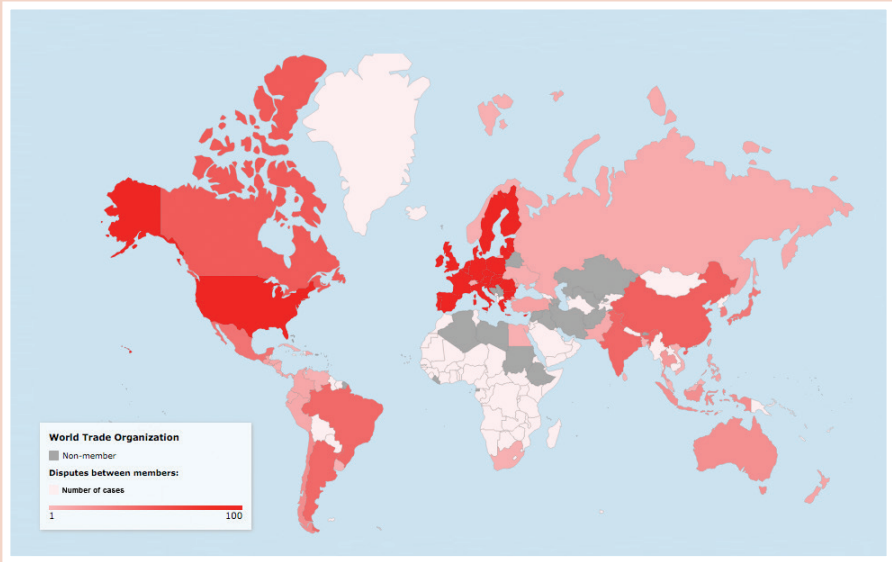 World Trade Organization
Non-member
Disputes between members:
Number of cases
1 100